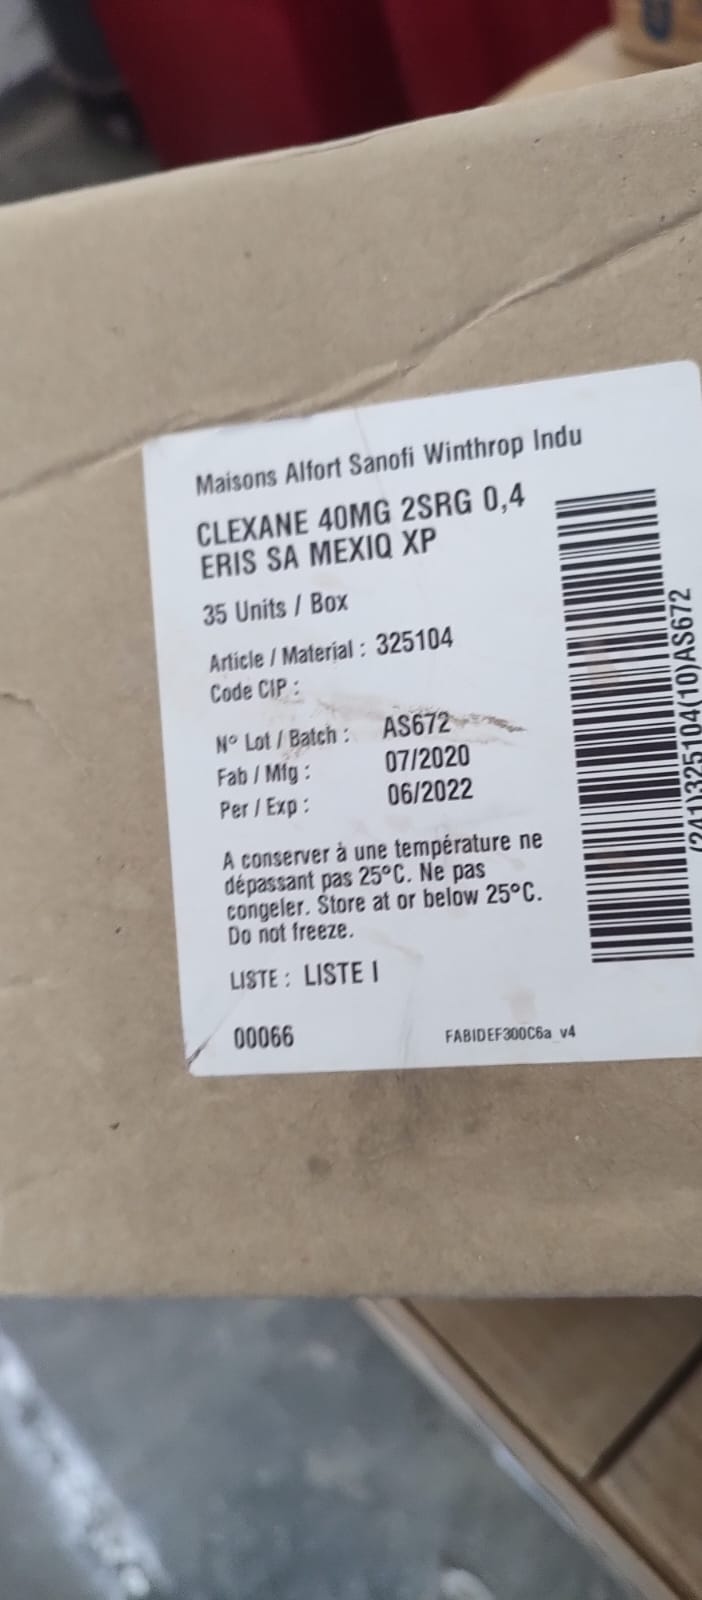 Maisons Alfort Sanofi Winthrop Indu
CLEXANE 40MG 2SRG 0,4
ERIS SA MEXIQ XP
35 Units / Box
Article / Material : 325104
Code CIP :
Nº Lot / Batch : AS672
Fab / Mfg : 07/2020
Per / Exp : 06/2022
A conserver à une température ne
dépassant pas 25°C. Ne pas
congeler. Store at or below 25°C.
Do not freeze.
LISTE : LISTE I
00066 FABIDEF300C6a v4
(241)325104(10)AS672